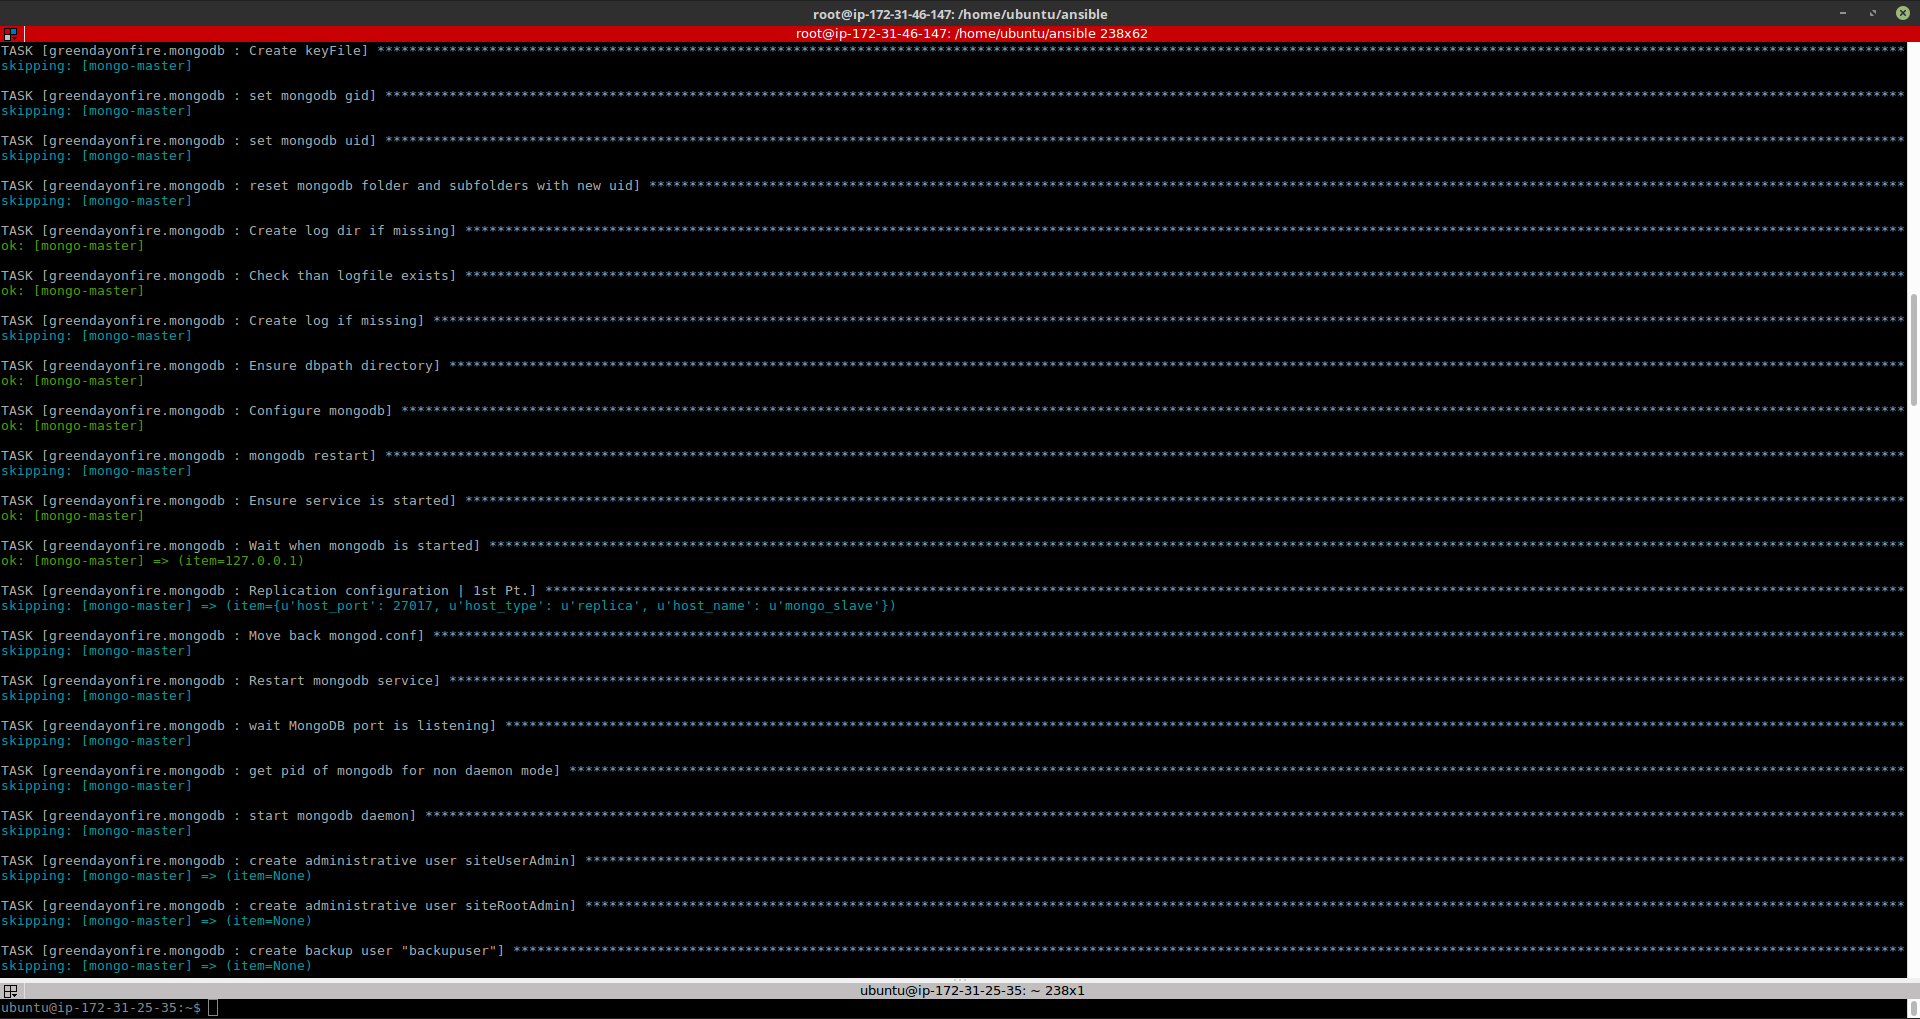 root@ip-172-31-46-147: /home/ubuntu/ansible
root@ip-172-31-46-147: /home/ubuntu/ansible 238x62
TASK [greendayonfire.mongodb : Create keyFile] ****************************************
skipping: [mongo-master]
TASK [greendayonfire.mongodb : set mongodb gid] ****************************************
skipping: [mongo-master]
TASK [greendayonfire.mongodb : set mongodb uid] ****************************************
skipping: [mongo-master]
TASK [greendayonfire.mongodb : reset mongodb folder and subfolders with new uid] ****************************************
skipping: [mongo-master]
TASK [greendayonfire.mongodb : Create log dir if missing] ****************************************
ok: [mongo-master]
TASK [greendayonfire.mongodb : Check than logfile exists] ****************************************
ok: [mongo-master]
TASK [greendayonfire.mongodb : Create log if missing] ****************************************
skipping: [mongo-master]
TASK [greendayonfire.mongodb : Ensure dbpath directory] ****************************************
ok: [mongo-master]
TASK [greendayonfire.mongodb : Configure mongodb] ****************************************
ok: [mongo-master]
TASK [greendayonfire.mongodb : mongodb restart] ****************************************
skipping: [mongo-master]
TASK [greendayonfire.mongodb : Ensure service is started] ****************************************
ok: [mongo-master]
TASK [greendayonfire.mongodb : Wait when mongodb is started] ****************************************
ok: [mongo-master] => (item=127.0.0.1)
TASK [greendayonfire.mongodb : Replication configuration | 1st Pt.] ****************************************
skipping: [mongo-master] => (item={u'host_port': 27017, u'host_type': u'replica', u'host_name': u'mongo_slave'})
TASK [greendayonfire.mongodb : Move back mongod.conf] ****************************************
skipping: [mongo-master]
TASK [greendayonfire.mongodb : Restart mongodb service] ****************************************
skipping: [mongo-master]
TASK [greendayonfire.mongodb : wait MongoDB port is listening] ****************************************
skipping: [mongo-master]
TASK [greendayonfire.mongodb : get pid of mongodb for non daemon mode] ****************************************
skipping: [mongo-master]
TASK [greendayonfire.mongodb : start mongodb daemon] ****************************************
skipping: [mongo-master]
TASK [greendayonfire.mongodb : create administrative user siteUserAdmin] ****************************************
skipping: [mongo-master] => (item=None)
TASK [greendayonfire.mongodb : create administrative user siteRootAdmin] ****************************************
skipping: [mongo-master] => (item=None)
TASK [greendayonfire.mongodb : create backup user "backupuser"] ****************************************
skipping: [mongo-master] => (item=None)
ubuntu@ip-172-31-25-35: ~ 238x1
ubuntu@ip-172-31-25-35:~$